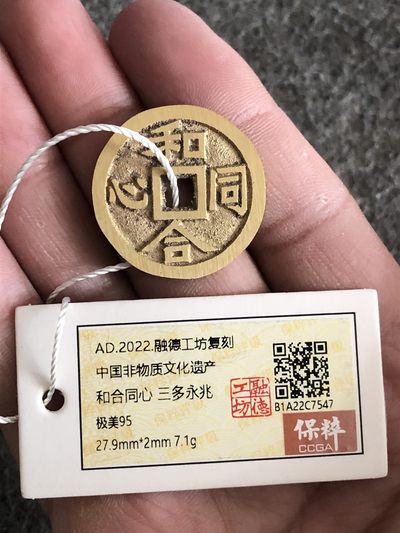 和
心 同
合
AD.2022.融德工坊复刻
中国非物质文化遗产
和合同心 三多永兆
极美95
27.9mm*2mm 7.1g
融德
工坊
B1A22C7547
保粹
CCGA